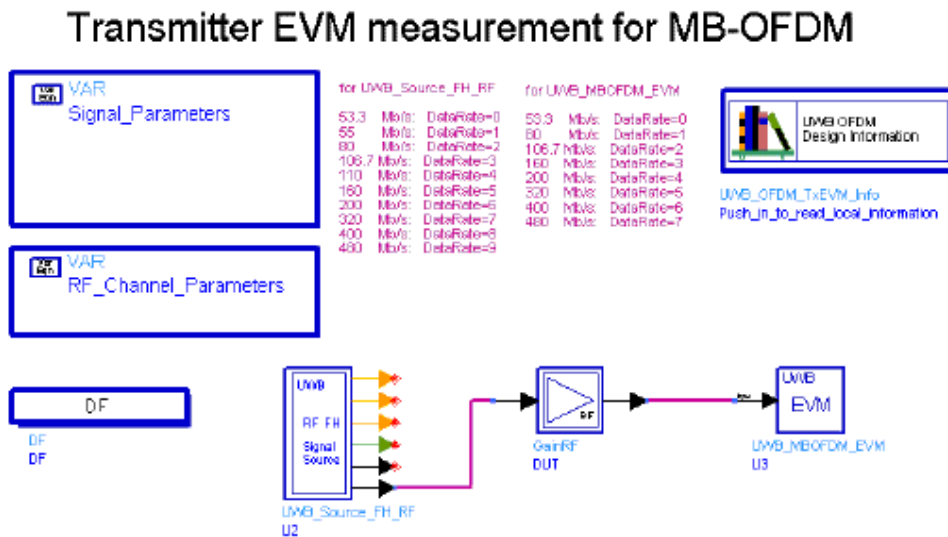 Transmitter EVM measurement for MB-OFDM
Var
Eqn
VAR
Signal_Parameters
for UWB_Source_FH_RF
53.3 Mb/s: DataRate=0
55 Mb/s: DataRate=1
80 Mb/s: DataRate=2
106.7 Mb/s: DataRate=3
110 Mb/s: DataRate=4
160 Mb/s: DataRate=5
200 Mb/s: DataRate=6
320 Mb/s: DataRate=7
400 Mb/s: DataRate=8
480 Mb/s: DataRate=9
for UWB_MBOFDM_EVM
53.3 Mb/s: DataRate=0
80 Mb/s: DataRate=1
106.7 Mb/s: DataRate=2
160 Mb/s: DataRate=3
200 Mb/s: DataRate=4
320 Mb/s: DataRate=5
400 Mb/s: DataRate=6
480 Mb/s: DataRate=7
UWB OFDM
Design Information
UWB_OFDM_TxEVM_Info
Push_in_to_read_local_information
Var
Eqn
VAR
RF_Channel_Parameters
DF
DF
DF
UWB
RF FH
Signal
Source
UWB_Source_FH_RF
U2
RF
GainRF
DUT
UWB
EVM
UWB_MBOFDM_EVM
U3